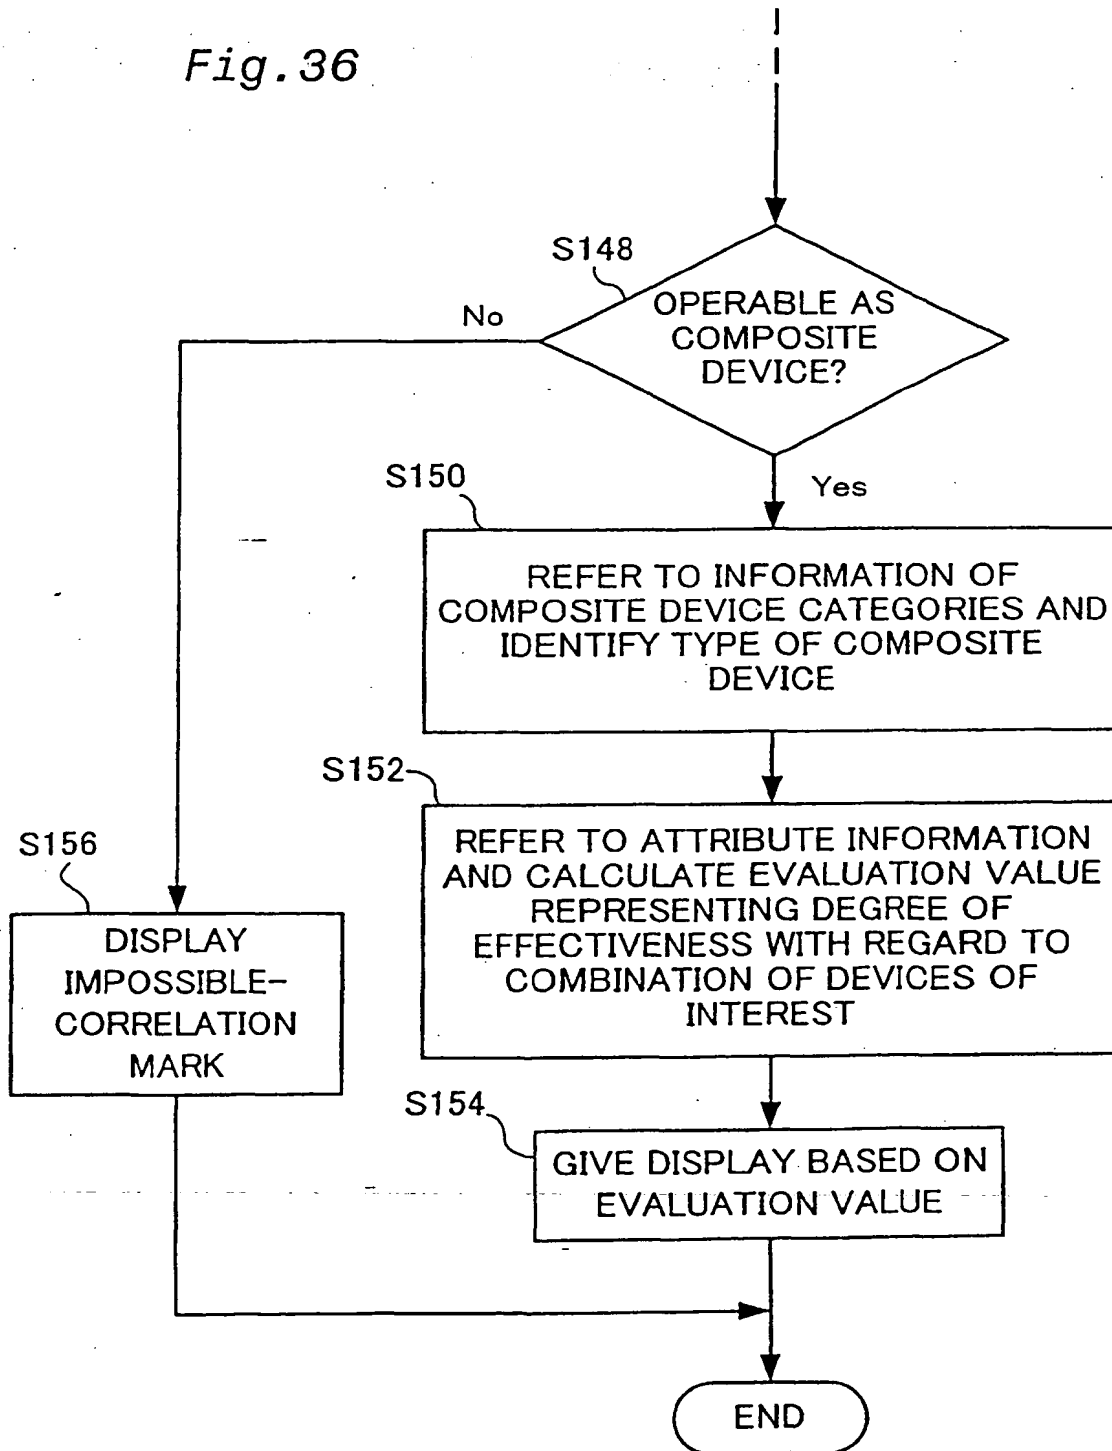 Fig.36
S148
OPERABLE AS
COMPOSITE
DEVICE?
No
Yes
S150
REFER TO INFORMATION OF
COMPOSITE DEVICE CATEGORIES AND
IDENTIFY TYPE OF COMPOSITE
DEVICE
S152
REFER TO ATTRIBUTE INFORMATION
AND CALCULATE EVALUATION VALUE
REPRESENTING DEGREE OF
EFFECTIVENESS WITH REGARD TO
COMBINATION OF DEVICES OF
INTEREST
S156
DISPLAY
IMPOSSIBLE-
CORRELATION
MARK
S154
GIVE DISPLAY BASED ON
EVALUATION VALUE
END